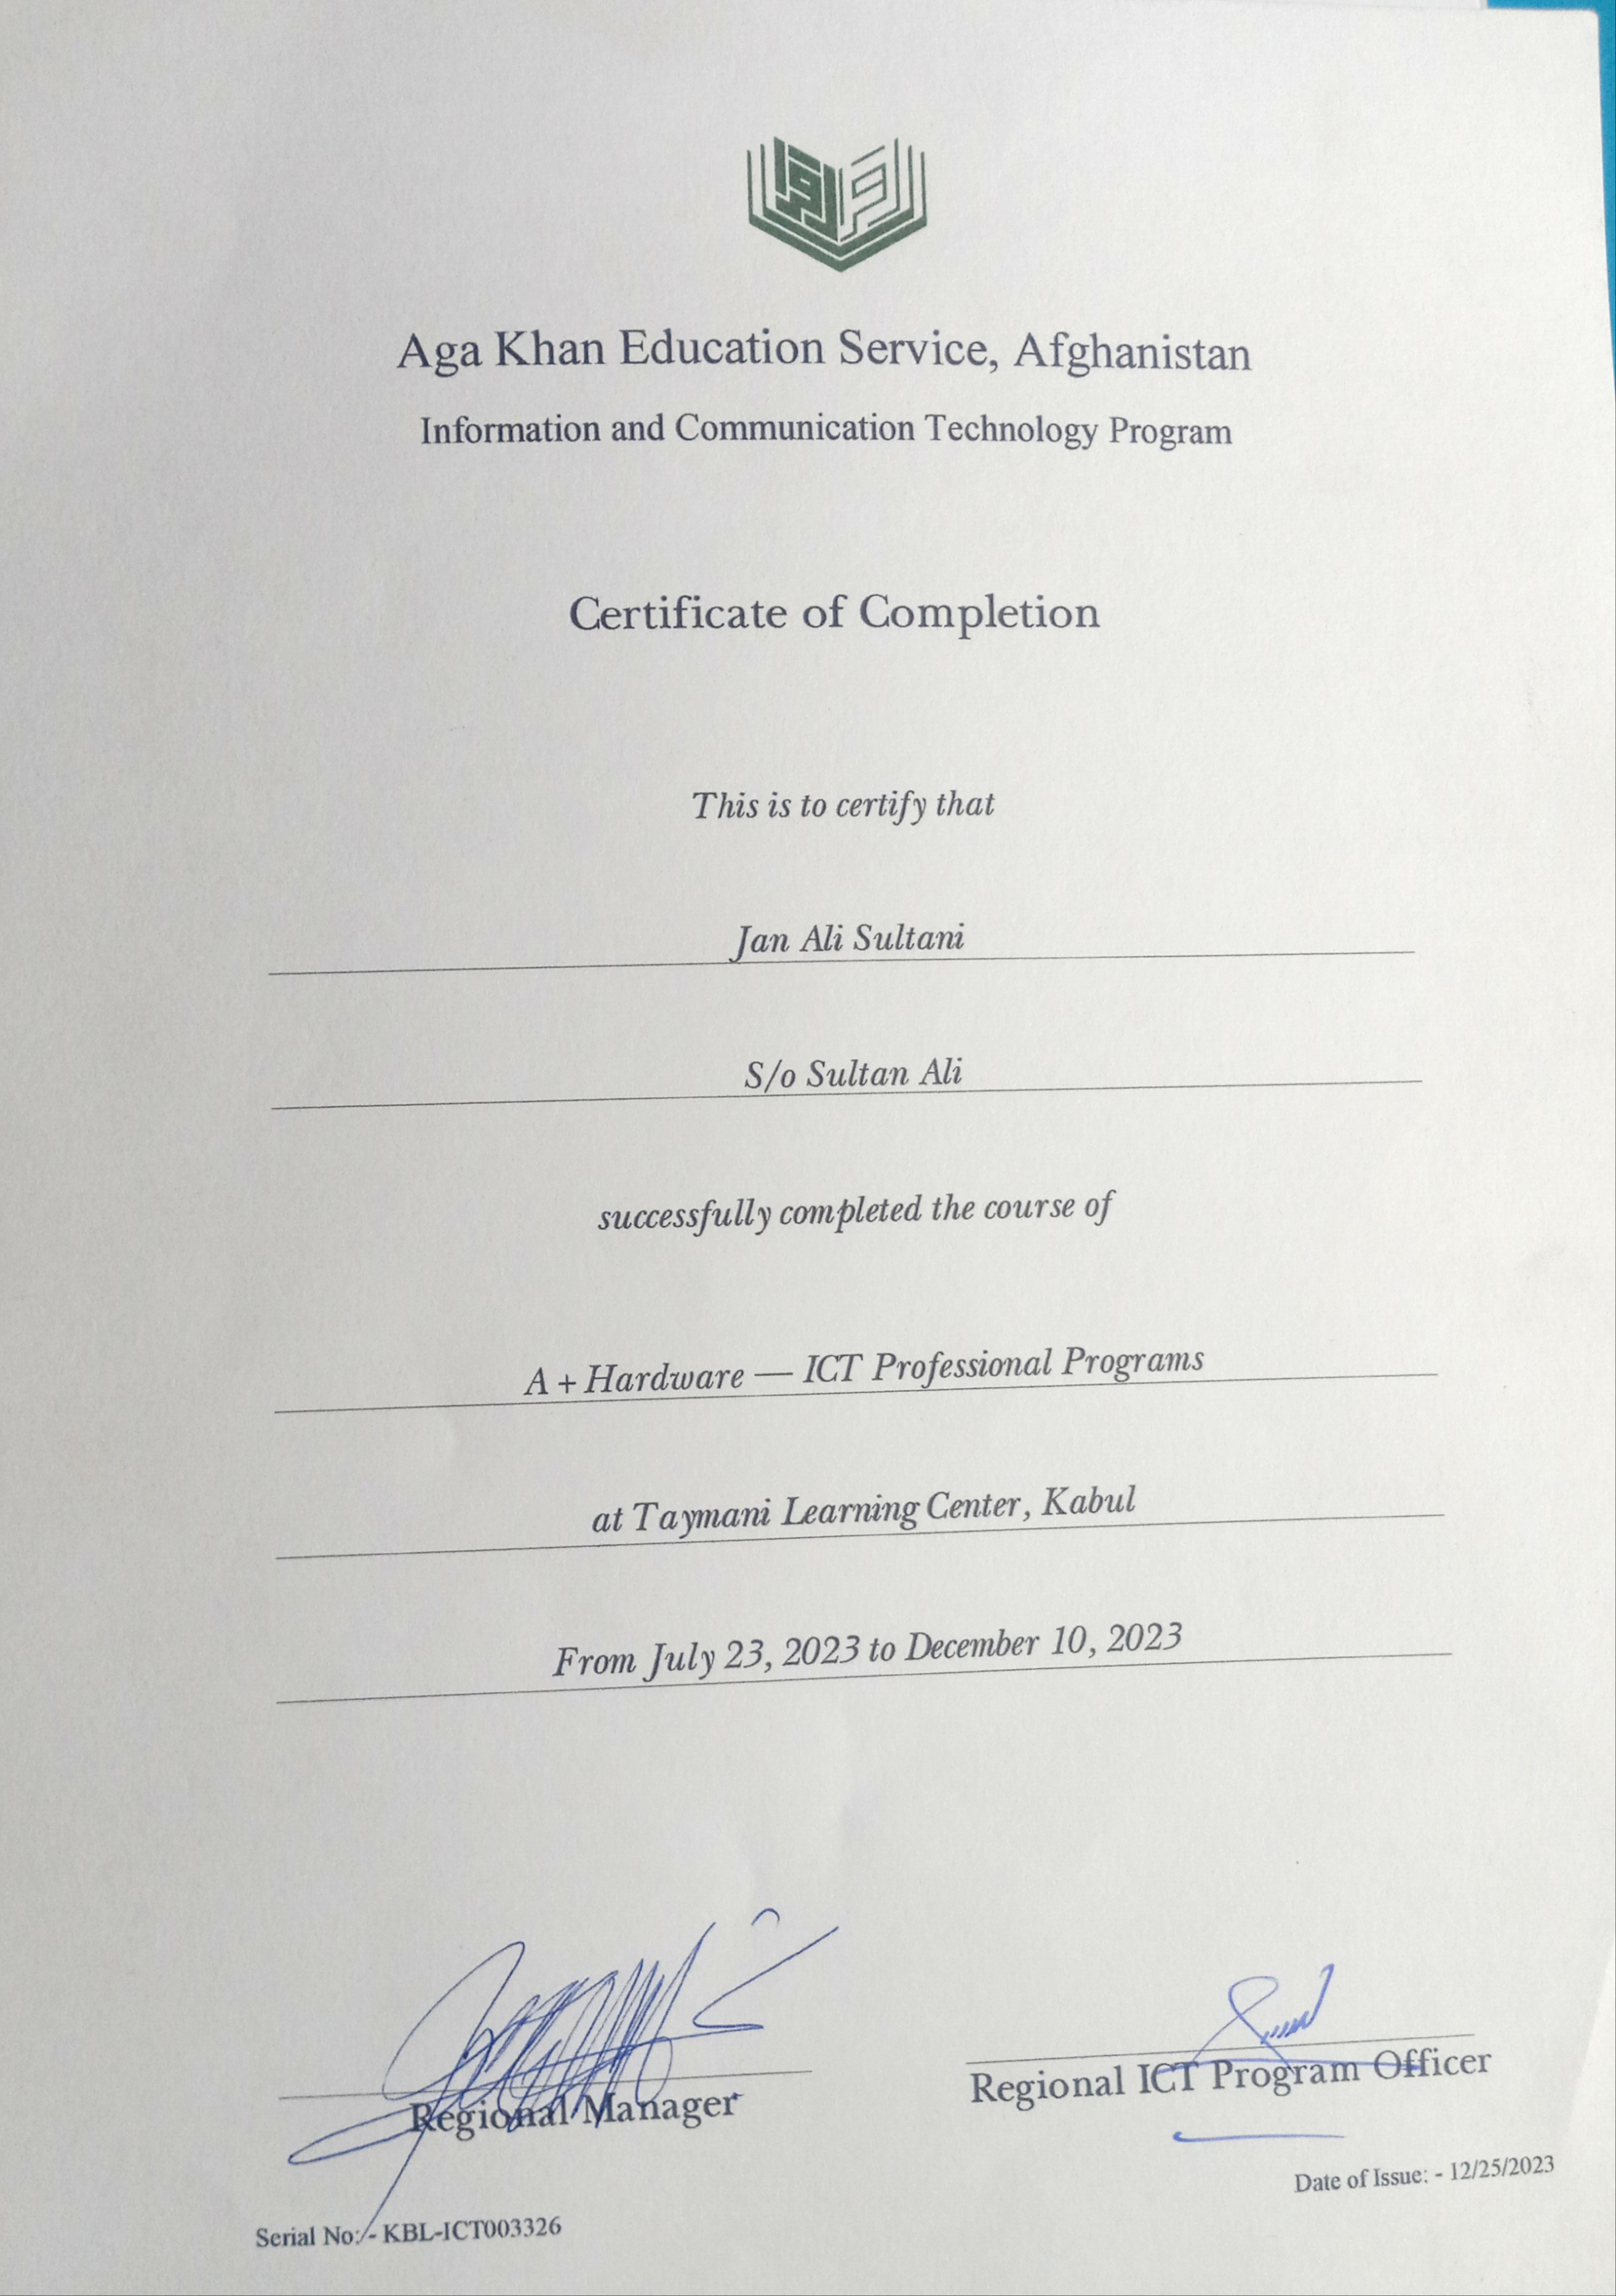 Aga Khan Education Service, Afghanistan
Information and Communication Technology Program
Certificate of Completion
This is to certify that
Jan Ali Sultani
S/o Sultan Ali
successfully completed the course of
A + Hardware — ICT Professional Programs
at Taymani Learning Center, Kabul
From July 23, 2023 to December 10, 2023
Regional Manager
Regional ICT Program Officer
Date of Issue: - 12/25/2023
Serial No:- KBL-ICT003326